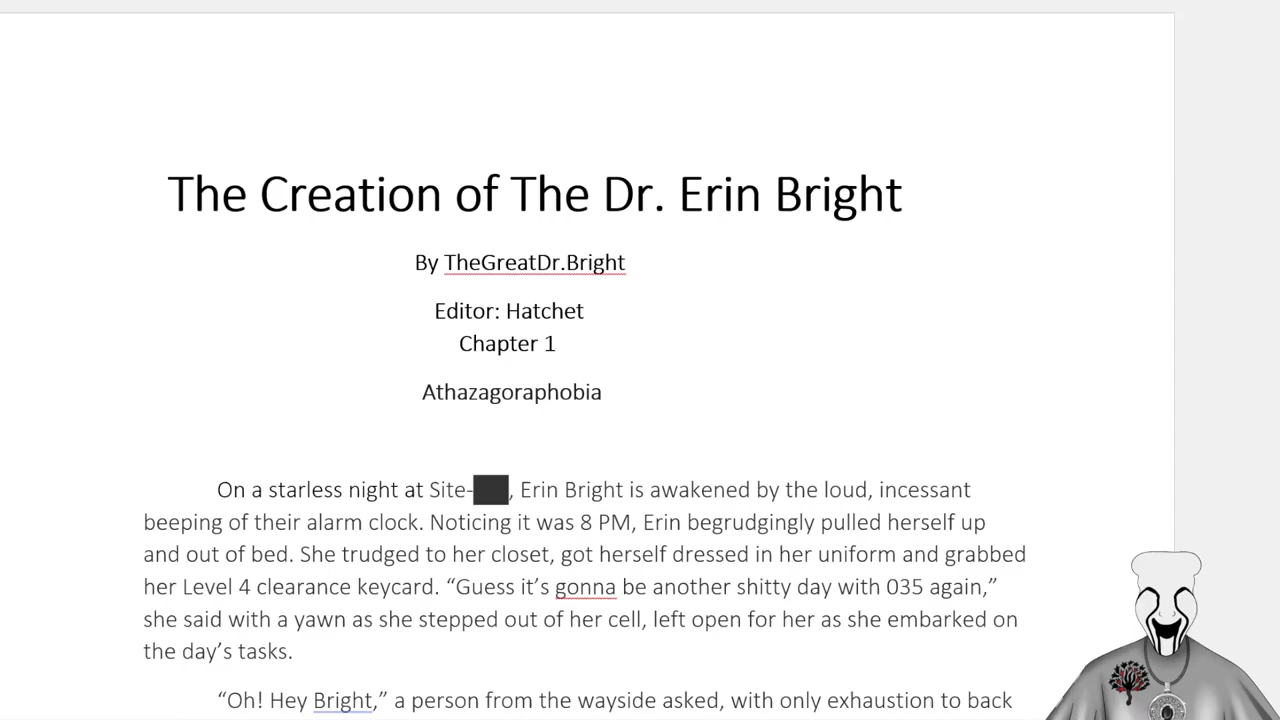 The Creation of The Dr. Erin Bright
By TheGreatDr.Bright
Editor: Hatchet
Chapter 1
Athazagoraphobia
On a starless night at Site-██, Erin Bright is awakened by the loud, incessant
beeping of their alarm clock. Noticing it was 8 PM, Erin begrudgingly pulled herself up
and out of bed. She trudged to her closet, got herself dressed in her uniform and grabbed
her Level 4 clearance keycard. “Guess it’s gonna be another shitty day with 035 again,”
she said with a yawn as she stepped out of her cell, left open for her as she embarked on
the day’s tasks.
“Oh! Hey Bright,” a person from the wayside asked, with only exhaustion to back